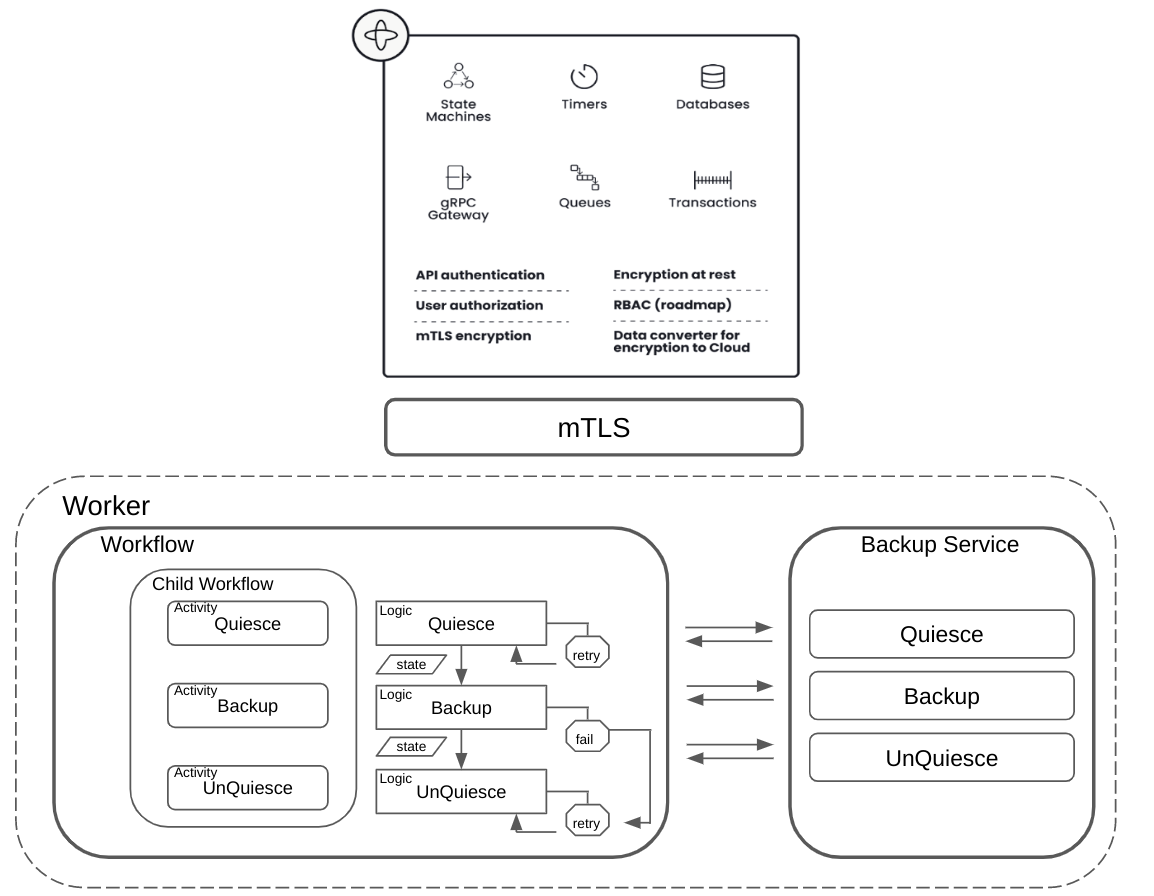 State
Machines
Timers
Databases
gRPC
Gateway
Queues
Transactions
API authentication
Encryption at rest
User authorization
RBAC (roadmap)
mTLS encryption
Data converter for
encryption to Cloud
mTLS
Worker
Workflow
Child Workflow
Activity
Quiesce
Activity
Backup
Activity
UnQuiesce
Logic
Quiesce
retry
state
Logic
Backup
fail
state
Logic
UnQuiesce
retry
Backup Service
Quiesce
Backup
UnQuiesce